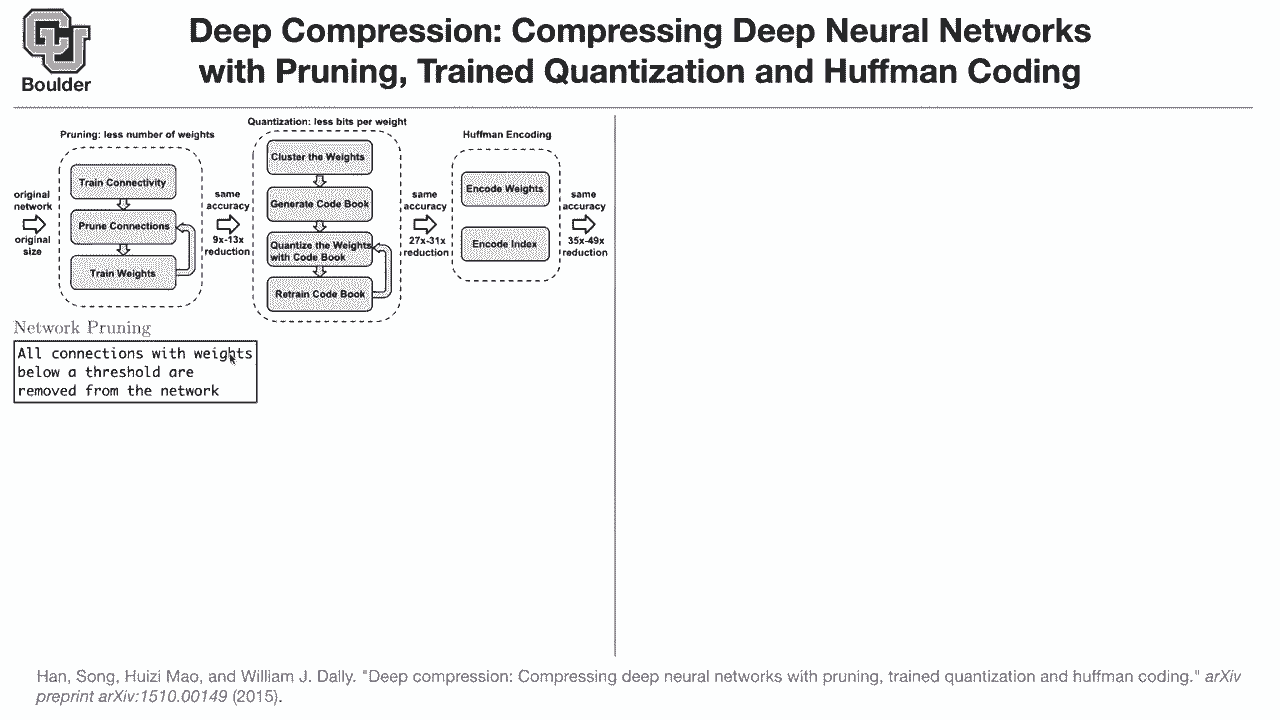 Boulder
Deep Compression: Compressing Deep Neural Networks
with Pruning, Trained Quantization and Huffman Coding
original
network
original
size
Pruning: less number of weights
Train Connectivity
Prune Connections
Train Weights
same
accuracy
9x-13x
reduction
Quantization: less bits per weight
Cluster the Weights
Generate Code Book
Quantize the Weights
with Code Book
Retrain Code Book
same
accuracy
27x-31x
reduction
Huffman Encoding
Encode Weights
Encode Index
same
accuracy
35x-49x
reduction
Network Pruning
All connections with weights
below a threshold are
removed from the network
Han, Song, Huizi Mao, and William J. Dally. "Deep compression: Compressing deep neural networks with pruning, trained quantization and huffman coding." arXiv
preprint arXiv:1510.00149 (2015).